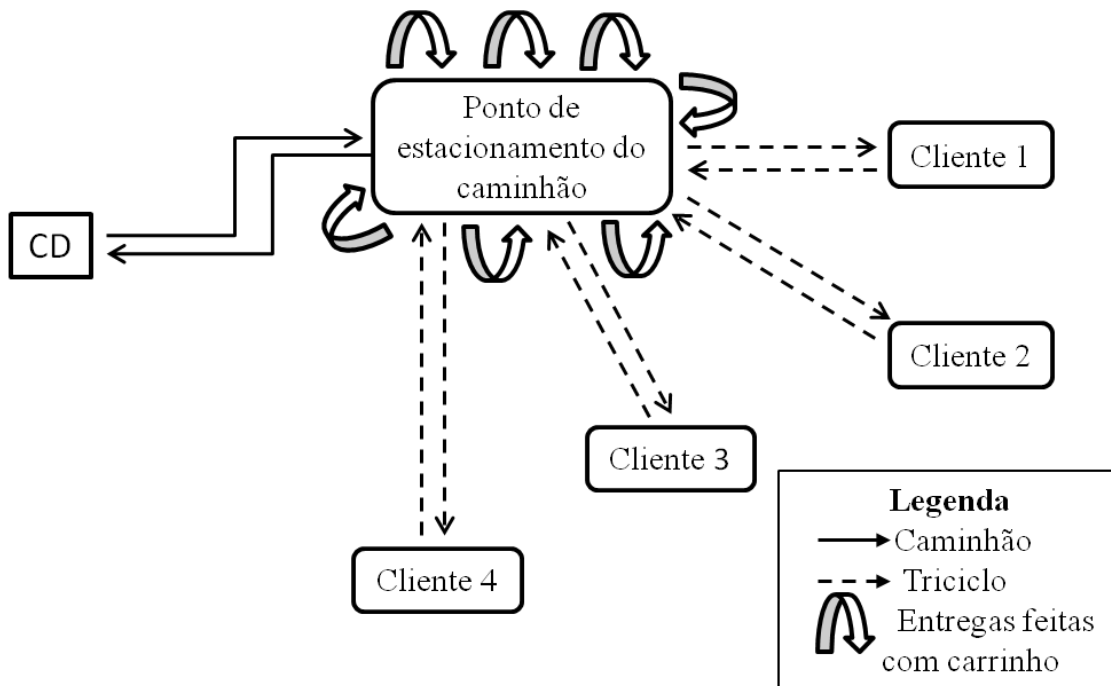 Ponto de
estacionamento do
caminhão
Cliente 1
CD
Cliente 2
Cliente 3
Cliente 4
Legenda
Caminhão
Triciclo
Entregas feitas
com carrinho